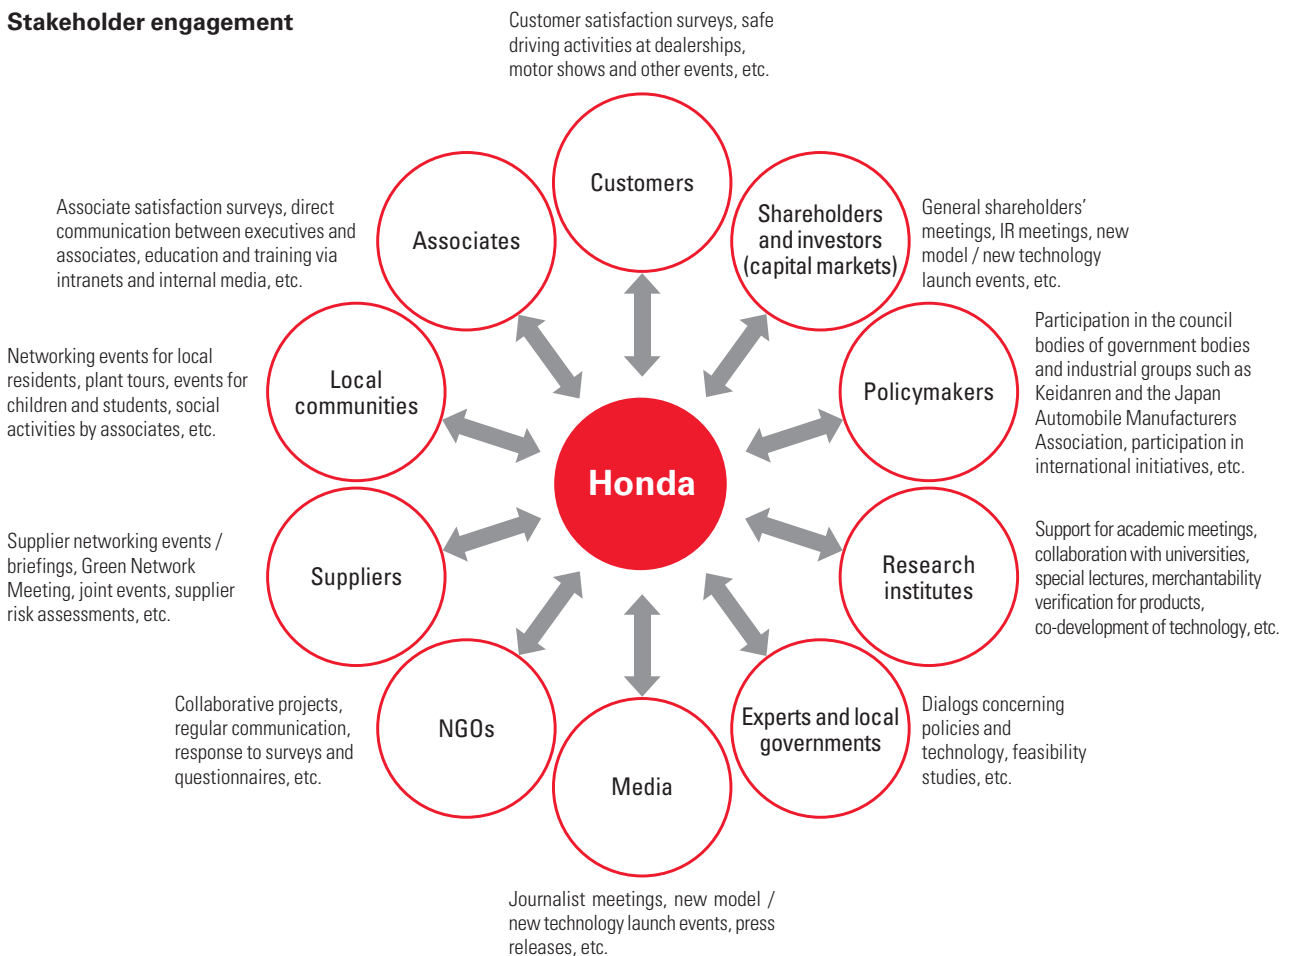 Stakeholder engagement
Customer satisfaction surveys, safe
driving activities at dealerships,
motor shows and other events, etc.
Customers
Shareholders
and investors
(capital markets)
General shareholders’
meetings, IR meetings, new
model / new technology
launch events, etc.
Policymakers
Participation in the council
bodies of government bodies
and industrial groups such as
Keidanren and the Japan
Automobile Manufacturers
Association, participation in
international initiatives, etc.
Research
institutes
Support for academic meetings,
collaboration with universities,
special lectures, merchantability
verification for products,
co-development of technology, etc.
Experts and local
governments
Dialogs concerning
policies and
technology, feasibility
studies, etc.
Media
Journalist meetings, new model /
new technology launch events, press
releases, etc.
NGOs
Collaborative projects,
regular communication,
response to surveys and
questionnaires, etc.
Suppliers
Supplier networking events /
briefings, Green Network
Meeting, joint events, supplier
risk assessments, etc.
Local
communities
Networking events for local
residents, plant tours, events for
children and students, social
activities by associates, etc.
Associates
Associate satisfaction surveys, direct
communication between executives and
associates, education and training via
intranets and internal media, etc.
Honda